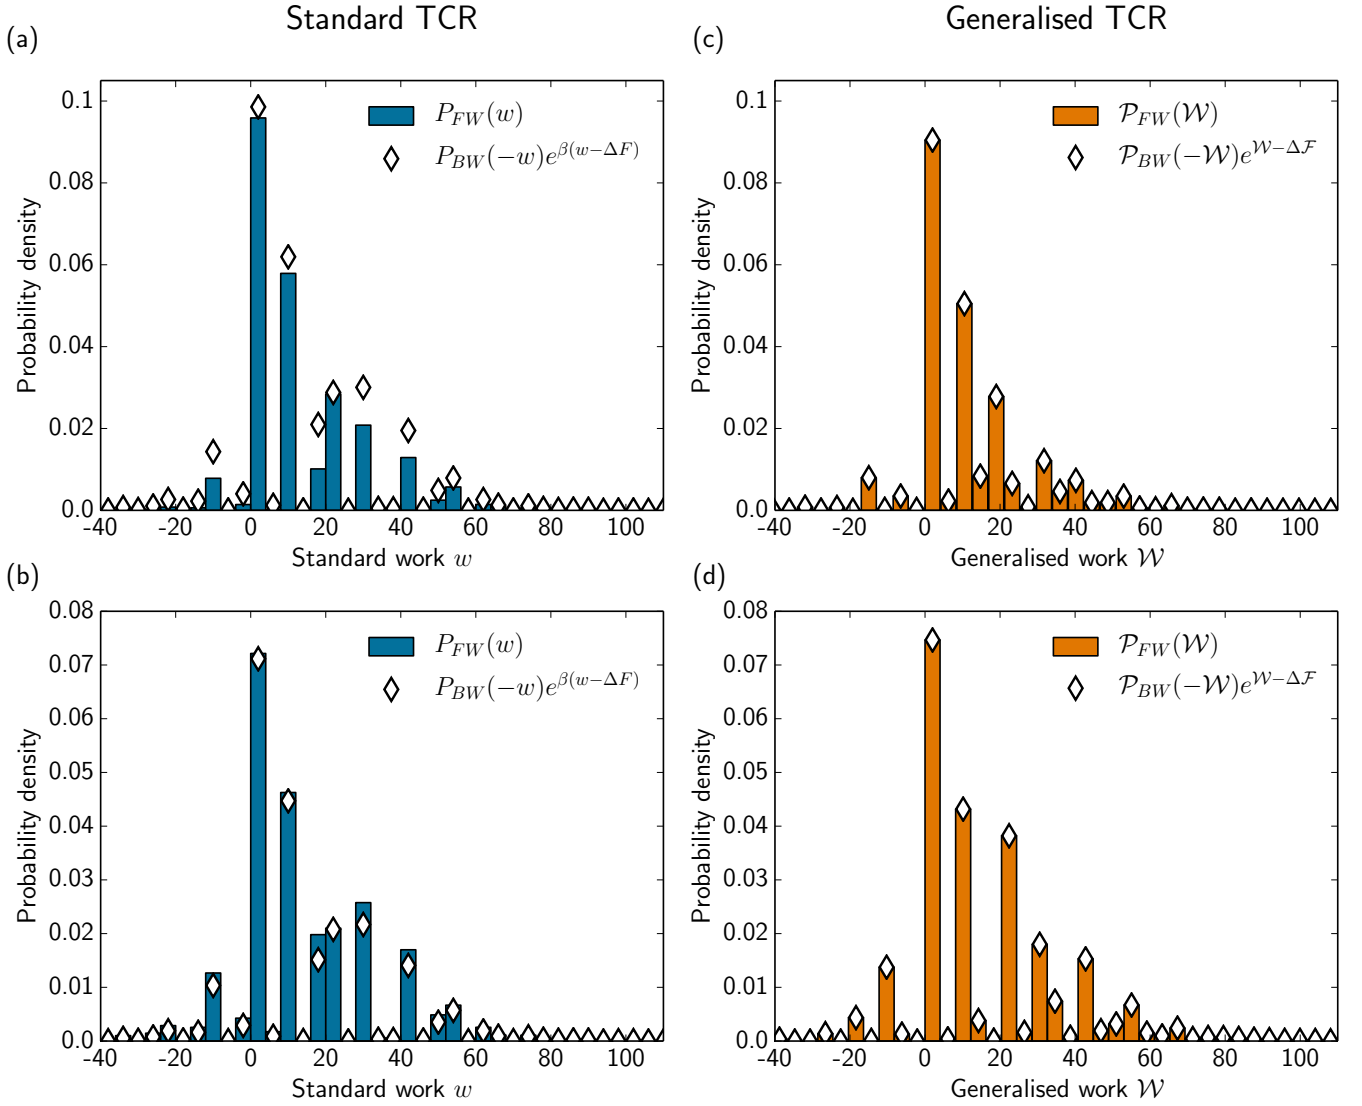 Standard TCR
(a)
0.1
0.08
0.06
0.04
0.02
0.0
Probability density
P_{FW}(w)
P_{BW}(−w)e^{β(w−ΔF)}
-40 -20 0 20 40 60 80 100
Standard work w
Generalised TCR
(c)
0.1
0.08
0.06
0.04
0.02
0.0
Probability density
𝒫_{FW}(𝒲)
𝒫_{BW}(−𝒲)e^{𝒲−Δℱ}
-40 -20 0 20 40 60 80 100
Generalised work 𝒲
(b)
0.08
0.07
0.06
0.05
0.04
0.03
0.02
0.01
0.0
Probability density
P_{FW}(w)
P_{BW}(−w)e^{β(w−ΔF)}
-40 -20 0 20 40 60 80 100
Standard work w
(d)
0.08
0.07
0.06
0.05
0.04
0.03
0.02
0.01
0.0
Probability density
𝒫_{FW}(𝒲)
𝒫_{BW}(−𝒲)e^{𝒲−Δℱ}
-40 -20 0 20 40 60 80 100
Generalised work 𝒲